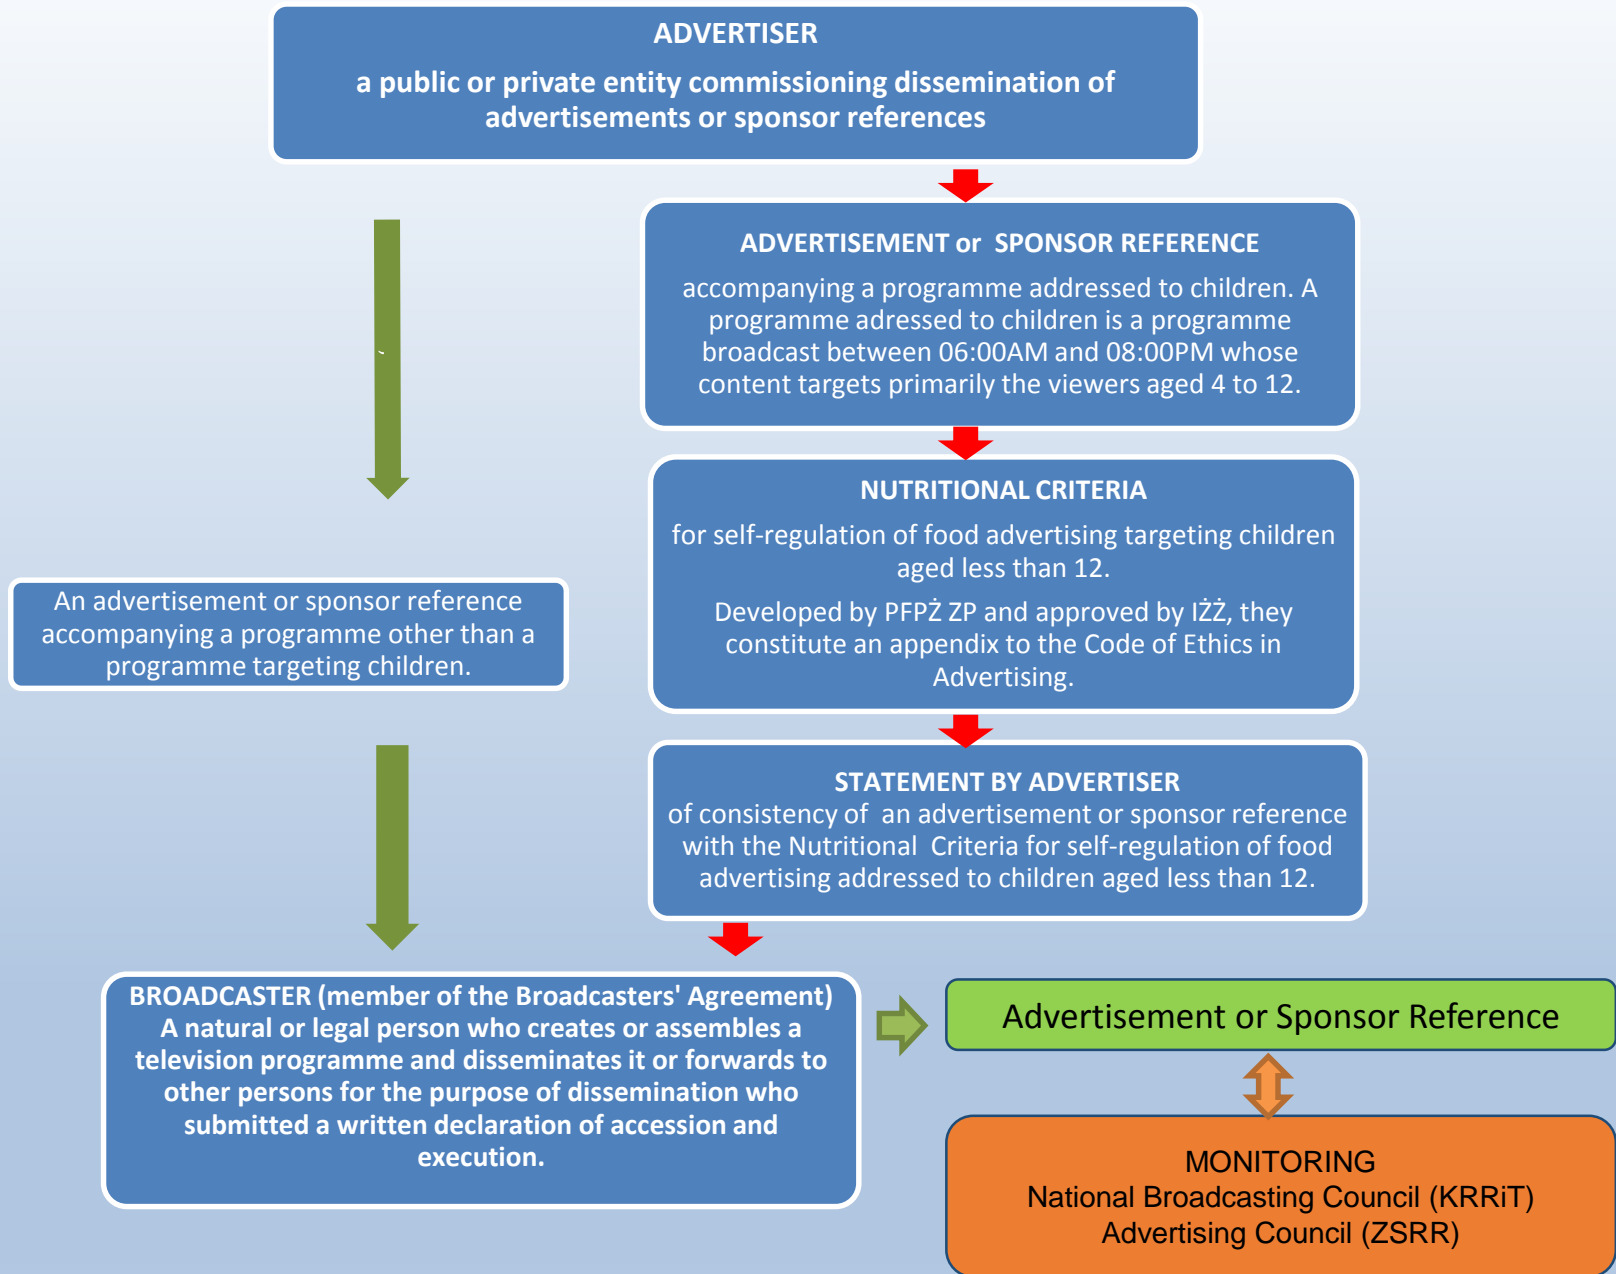 ADVERTISER
a public or private entity commissioning dissemination of
advertisements or sponsor references
ADVERTISEMENT or SPONSOR REFERENCE
accompanying a programme addressed to children. A
programme adressed to children is a programme
broadcast between 06:00AM and 08:00PM whose
content targets primarily the viewers aged 4 to 12.
NUTRITIONAL CRITERIA
for self-regulation of food advertising targeting children
aged less than 12.
Developed by PFPŻ ZP and approved by IŻŻ, they
constitute an appendix to the Code of Ethics in
Advertising.
An advertisement or sponsor reference
accompanying a programme other than a
programme targeting children.
STATEMENT BY ADVERTISER
of consistency of an advertisement or sponsor reference
with the Nutritional Criteria for self-regulation of food
advertising addressed to children aged less than 12.
BROADCASTER (member of the Broadcasters' Agreement)
A natural or legal person who creates or assembles a
television programme and disseminates it or forwards to
other persons for the purpose of dissemination who
submitted a written declaration of accession and
execution.
Advertisement or Sponsor Reference
MONITORING
National Broadcasting Council (KRRiT)
Advertising Council (ZSRR)